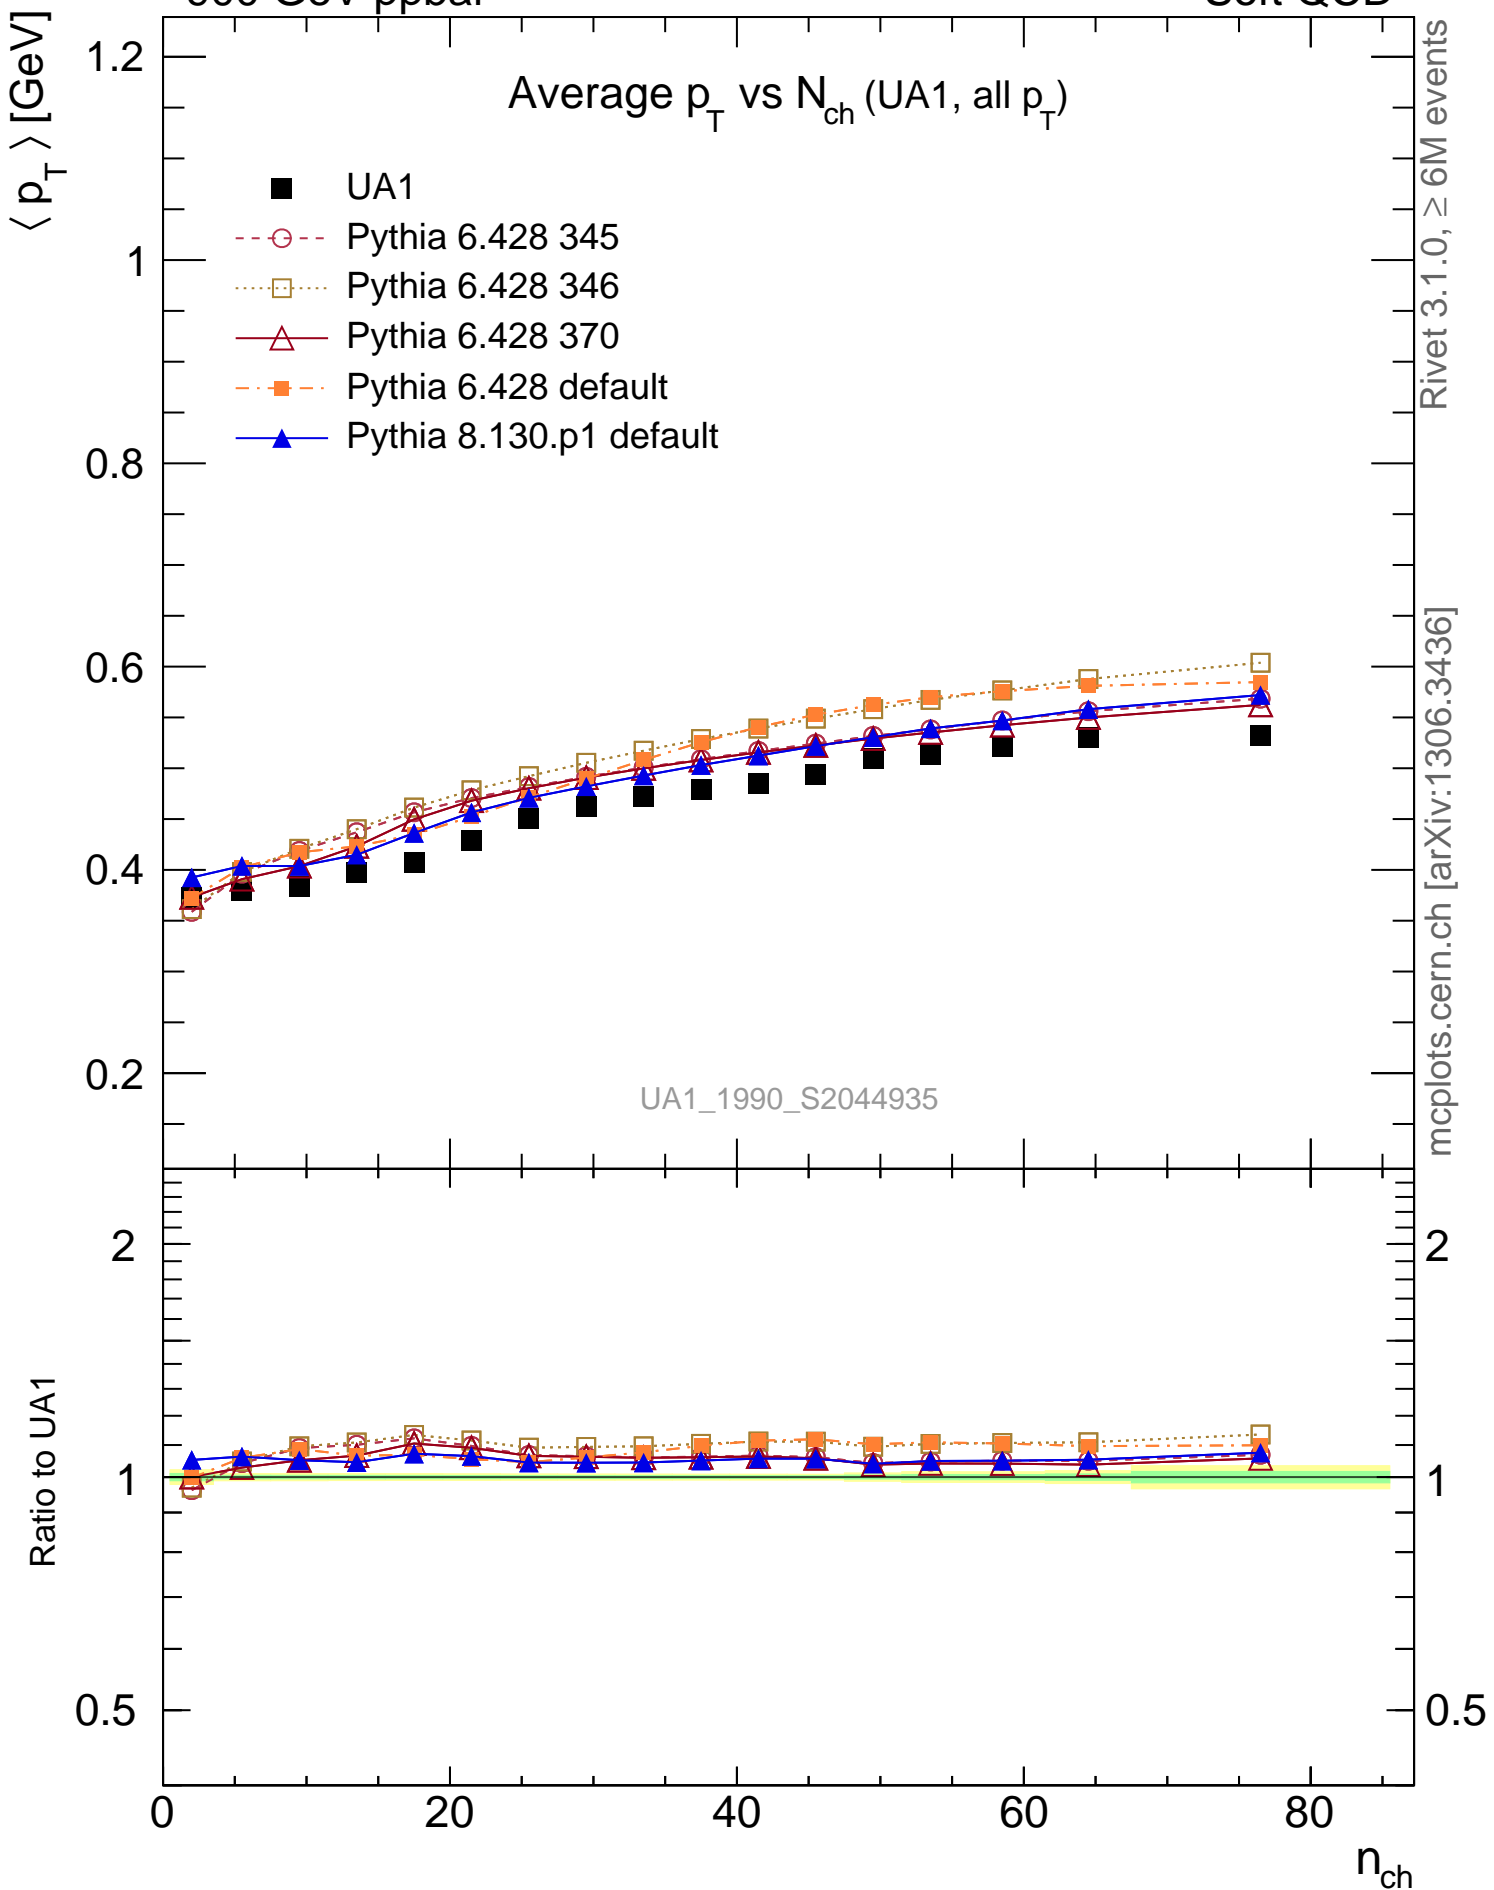 Average p_T vs N_ch (UA1, all p_T)
⟨ p_T ⟩ [GeV]
UA1
Pythia 6.428 345
Pythia 6.428 346
Pythia 6.428 370
Pythia 6.428 default
Pythia 8.130.p1 default
1.2
1
0.8
0.6
0.4
0.2
UA1_1990_S2044935
Rivet 3.1.0, ≥ 6M events
mcplots.cern.ch [arXiv:1306.3436]
Ratio to UA1
2
1
0.5
2
1
0.5
0 20 40 60 80
n_ch